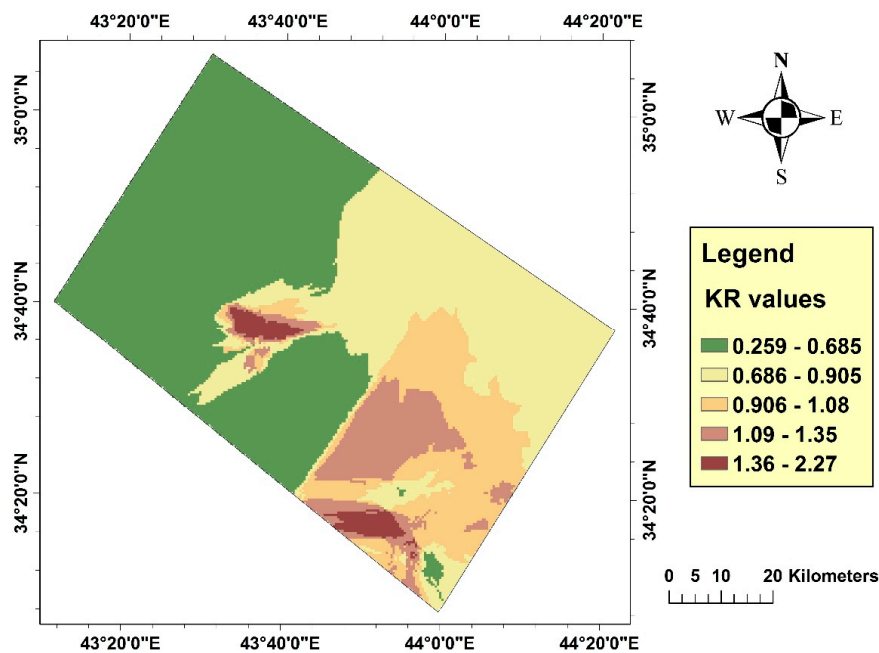 43°20'0"E 43°40'0"E 44°0'0"E 44°20'0"E
35°0'0"N
34°40'0"N
34°20'0"N
35°0'0"N
34°40'0"N
34°20'0"N
43°20'0"E 43°40'0"E 44°0'0"E 44°20'0"E
N
W E
S
Legend
KR values
0.259 - 0.685
0.686 - 0.905
0.906 - 1.08
1.09 - 1.35
1.36 - 2.27
0 5 10 20 Kilometers